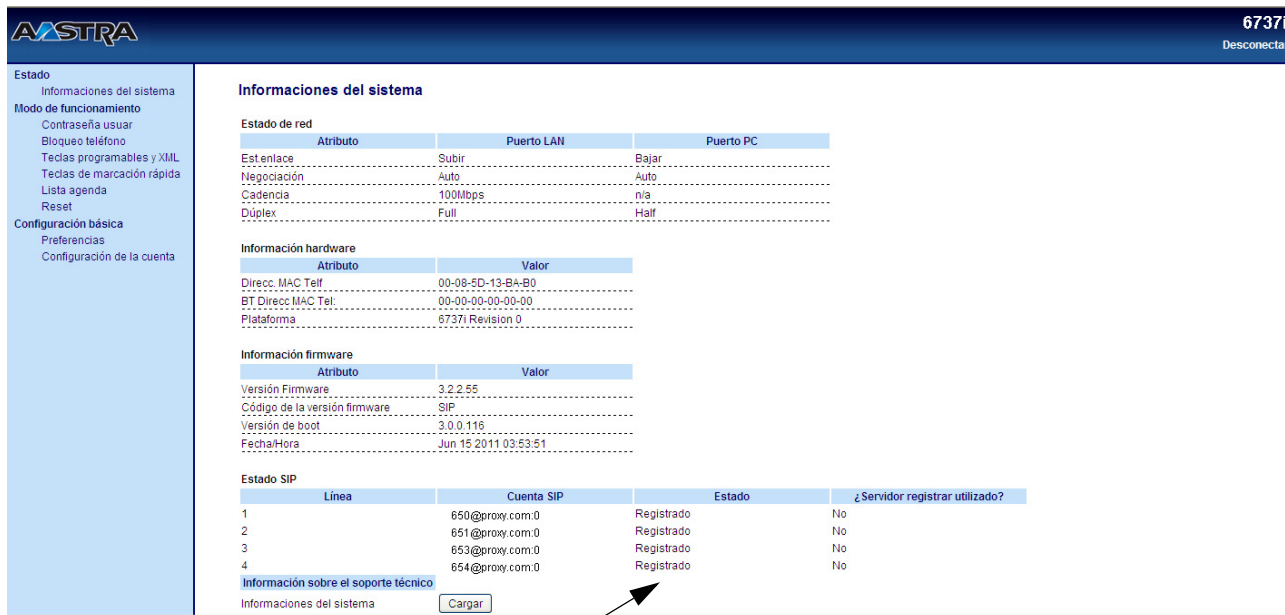 AASTRA
6737i
Desconecta
Estado
Informaciones del sistema
Modo de funcionamiento
Contraseña usuar
Bloqueo teléfono
Teclas programables y XML
Teclas de marcación rápida
Lista agenda
Reset
Configuración básica
Preferencias
Configuración de la cuenta
Informaciones del sistema
Estado de red
Atributo Puerto LAN Puerto PC
Est.enlace Subir Bajar
Negociación Auto Auto
Cadencia 100Mbps n/a
Dúplex Full Half
Información hardware
Atributo Valor
Direcc. MAC Telf 00-08-5D-13-BA-B0
BT Direcc MAC Tel: 00-00-00-00-00-00
Plataforma 6737i Revision 0
Información firmware
Atributo Valor
Versión Firmware 3.2.2.55
Código de la versión firmware SIP
Versión de boot 3.0.0.116
Fecha/Hora Jun 15 2011 03:53:51
Estado SIP
Línea Cuenta SIP Estado ¿Servidor registrar utilizado?
1 650@proxy.com:0 Registrado No
2 651@proxy.com:0 Registrado No
3 653@proxy.com:0 Registrado No
4 654@proxy.com:0 Registrado No
Información sobre el soporte técnico
Informaciones del sistema Cargar